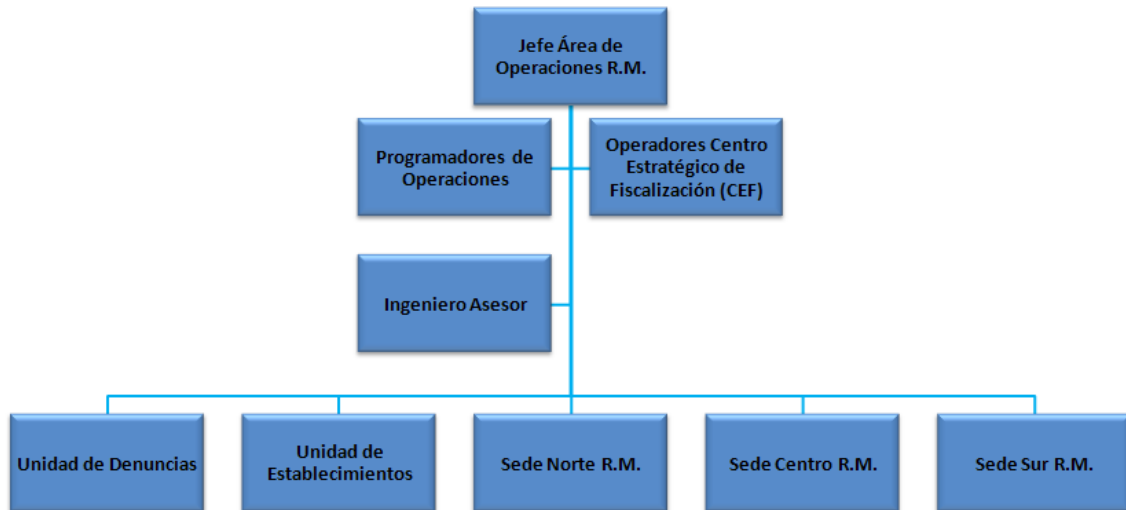 Jefe Área de
Operaciones R.M.
Programadores de
Operaciones
Operadores Centro
Estratégico de
Fiscalización (CEF)
Ingeniero Asesor
Unidad de Denuncias
Unidad de
Establecimientos
Sede Norte R.M.
Sede Centro R.M.
Sede Sur R.M.